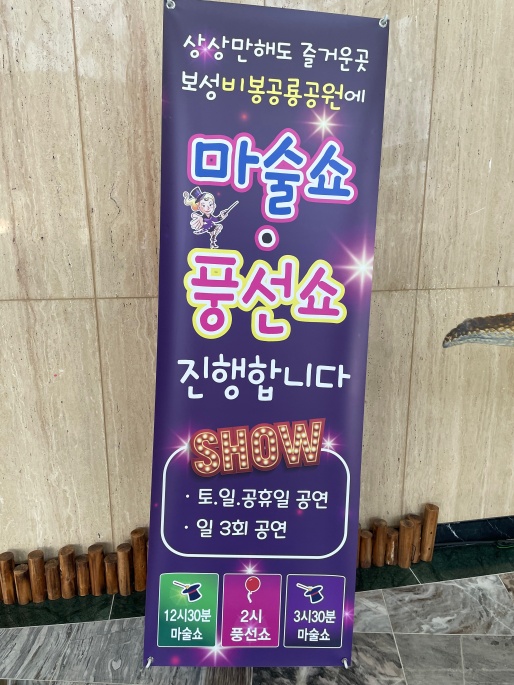 상상만해도 즐거운곳
보성비봉공룡공원에
마술쇼
풍선쇼
진행합니다
SHOW
· 토.일.공휴일 공연
· 일 3회 공연
12시30분
마술쇼
2시
풍선쇼
3시30분
마술쇼